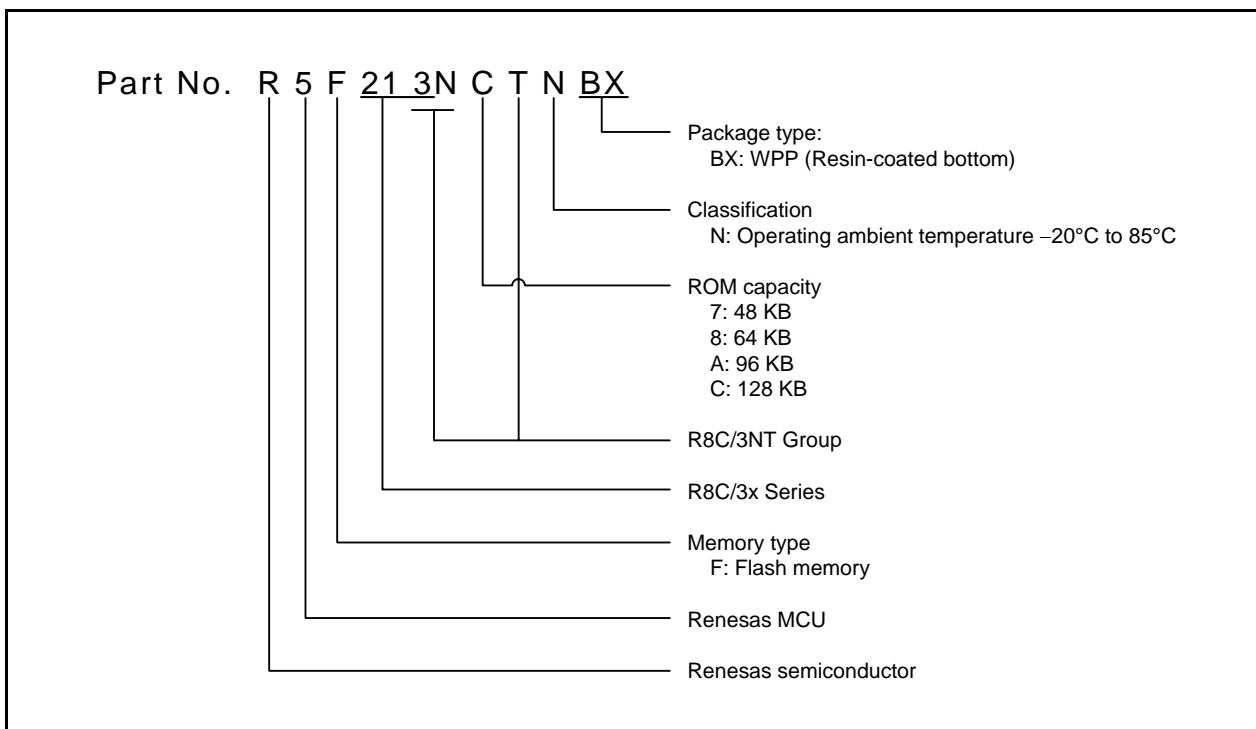 Part No. R 5 F 21 3N C T N BX
Package type:
BX: WPP (Resin-coated bottom)
Classification
N: Operating ambient temperature −20°C to 85°C
ROM capacity
7: 48 KB
8: 64 KB
A: 96 KB
C: 128 KB
R8C/3NT Group
R8C/3x Series
Memory type
F: Flash memory
Renesas MCU
Renesas semiconductor